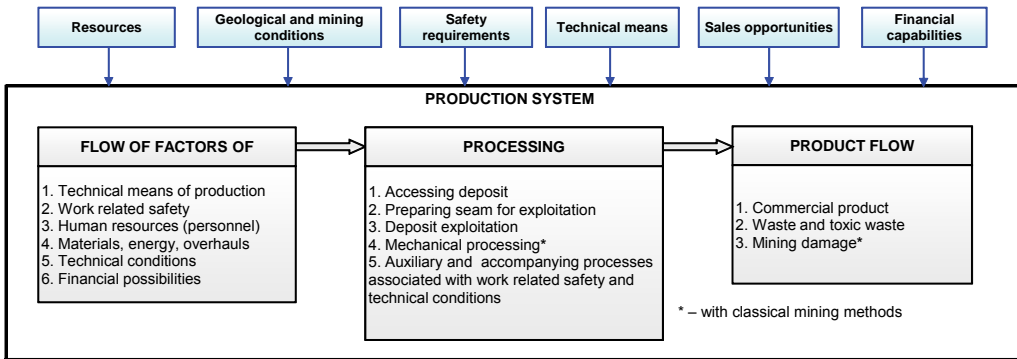 Resources
Geological and mining
conditions
Safety
requirements
Technical means
Sales opportunities
Financial
capabilities
PRODUCTION SYSTEM
FLOW OF FACTORS OF
1. Technical means of production
2. Work related safety
3. Human resources (personnel)
4. Materials, energy, overhauls
5. Technical conditions
6. Financial possibilities
PROCESSING
1. Accessing deposit
2. Preparing seam for exploitation
3. Deposit exploitation
4. Mechanical processing*
5. Auxiliary and accompanying processes
associated with work related safety and
technical conditions
PRODUCT FLOW
1. Commercial product
2. Waste and toxic waste
3. Mining damage*
* – with classical mining methods